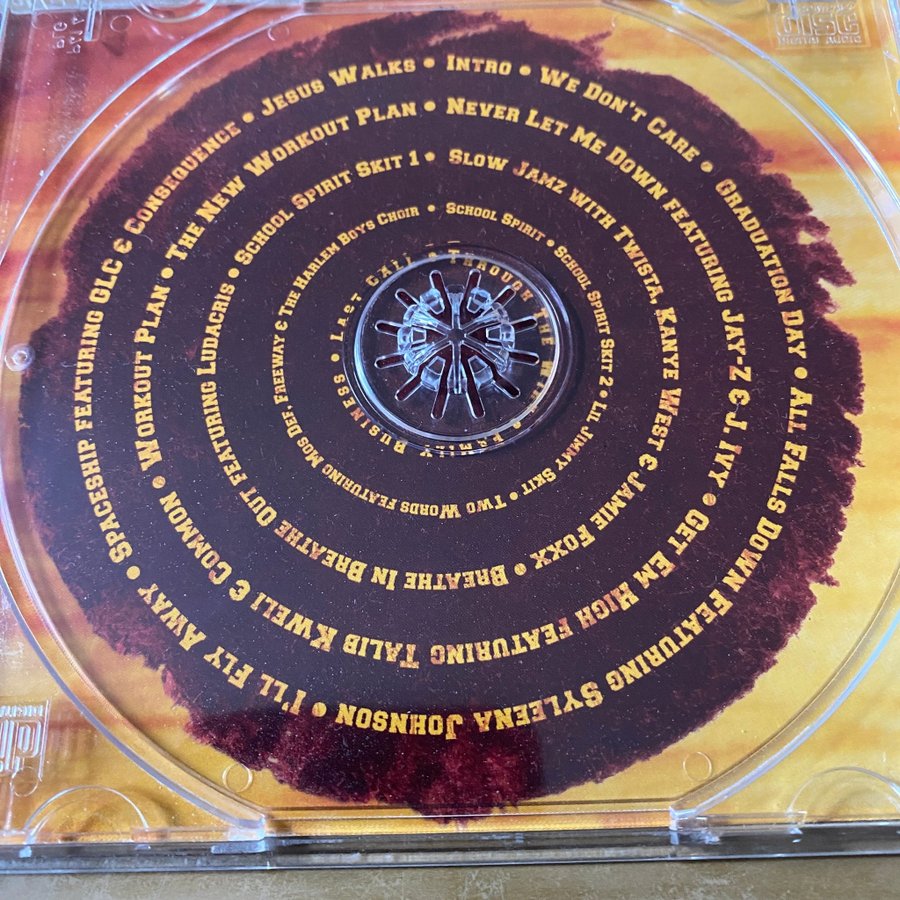 Intro • We Don't Care • Graduation Day • All Falls Down Featuring Syleena Johnson • I'll Fly Away • Spaceship featuring GLC & Consequence • Jesus Walks •
Never Let Me Down featuring Jay-Z & J. Ivy • Get Em High featuring Talib Kweli & Common • Workout Plan • The New Workout Plan •
Slow Jamz with Twista, Kanye West & Jamie Foxx • Breathe In Breathe Out featuring Ludacris • School Spirit Skit 1 •
School Spirit • School Spirit Skit 2 • Lil Jimmy Skit • Two Words featuring Mos Def, Freeway & The Harlem Boys Choir •
Through the Wire • Family Business • Last Call •
disc
DIGITAL AUDIO